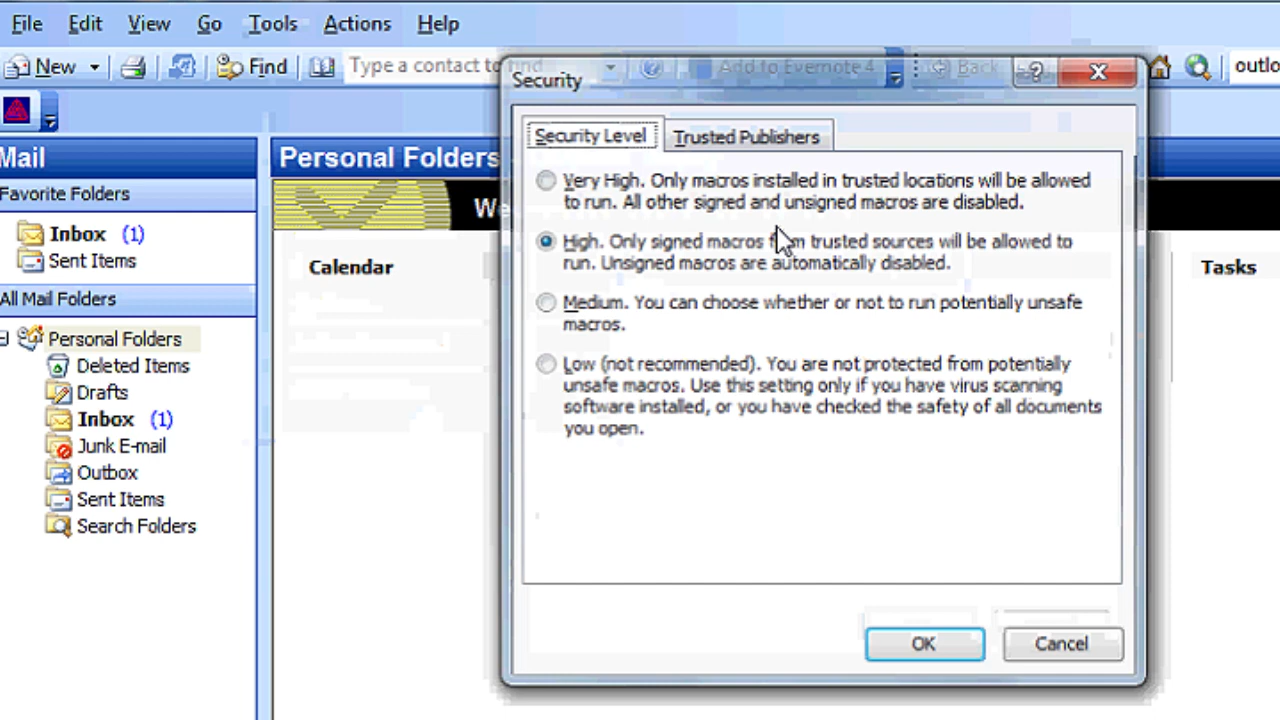 File Edit View Go Tools Actions Help
New Find Type a contact to find Add to Evernote 4 Back
Mail
Favorite Folders
Inbox (1)
Sent Items
All Mail Folders
Personal Folders
Deleted Items
Drafts
Inbox (1)
Junk E-mail
Outbox
Sent Items
Search Folders
Personal Folders
Calendar
Tasks
Security
Security Level Trusted Publishers
Very High. Only macros installed in trusted locations will be allowed
to run. All other signed and unsigned macros are disabled.
High. Only signed macros from trusted sources will be allowed to
run. Unsigned macros are automatically disabled.
Medium. You can choose whether or not to run potentially unsafe
macros.
Low (not recommended). You are not protected from potentially
unsafe macros. Use this setting only if you have virus scanning
software installed, or you have checked the safety of all documents
you open.
OK Cancel